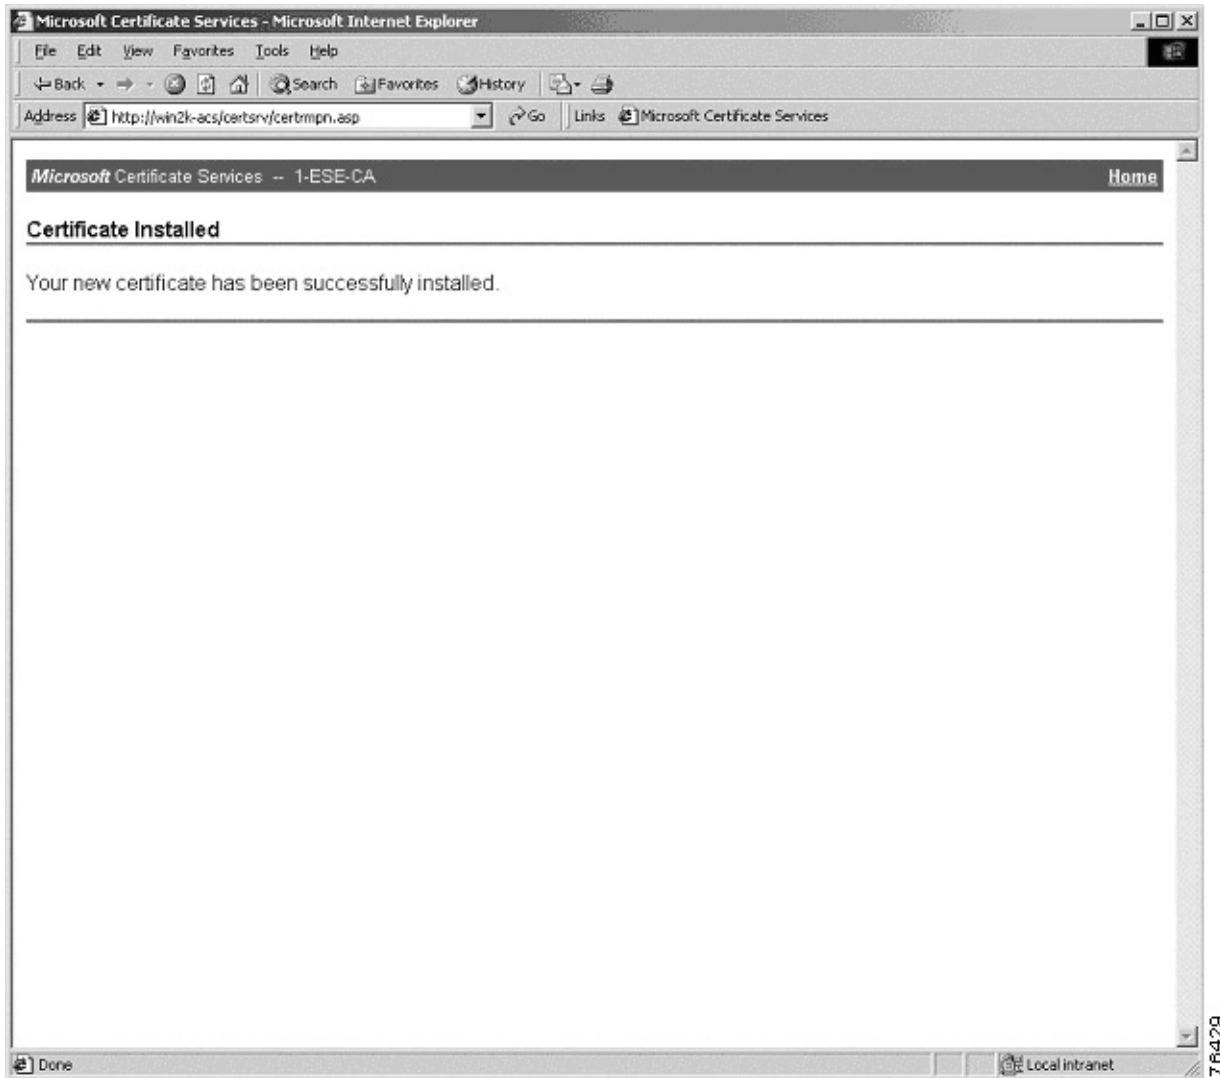 Microsoft Certificate Services - Microsoft Internet Explorer
File Edit View Favorites Tools Help
Back Search Favorites History
Address http://win2k-acs/certsrv/certrmpn.asp Go Links Microsoft Certificate Services
Microsoft Certificate Services -- 1-ESE-CA Home
Certificate Installed
Your new certificate has been successfully installed.
Done Local intranet
76429